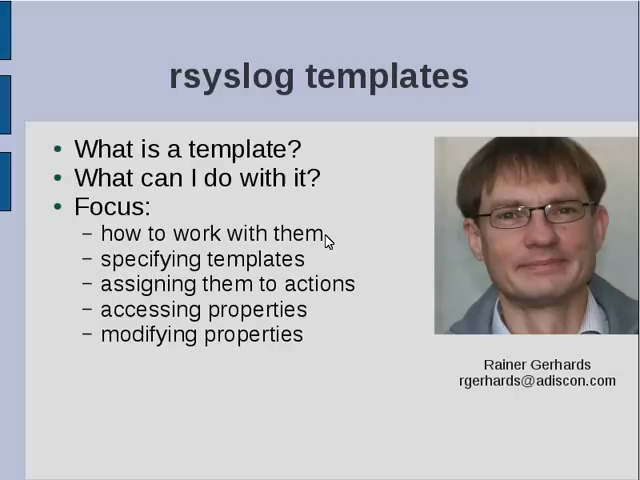 rsyslog templates
• What is a template?
• What can I do with it?
• Focus:
– how to work with them
– specifying templates
– assigning them to actions
– accessing properties
– modifying properties
Rainer Gerhards
rgerhards@adiscon.com